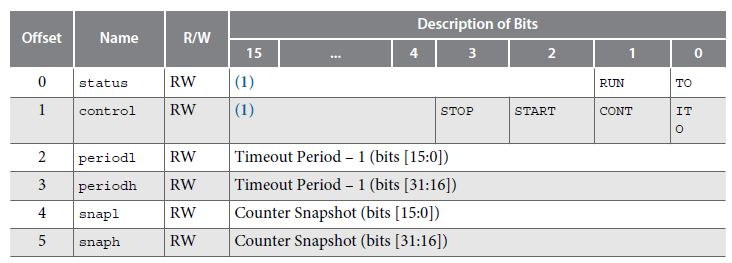 Offset Name R/W Description of Bits
15 ... 4 3 2 1 0
0 status RW (1) RUN TO
1 control RW (1) STOP START CONT IT
O
2 periodl RW Timeout Period – 1 (bits [15:0])
3 periodh RW Timeout Period – 1 (bits [31:16])
4 snapl RW Counter Snapshot (bits [15:0])
5 snaph RW Counter Snapshot (bits [31:16])